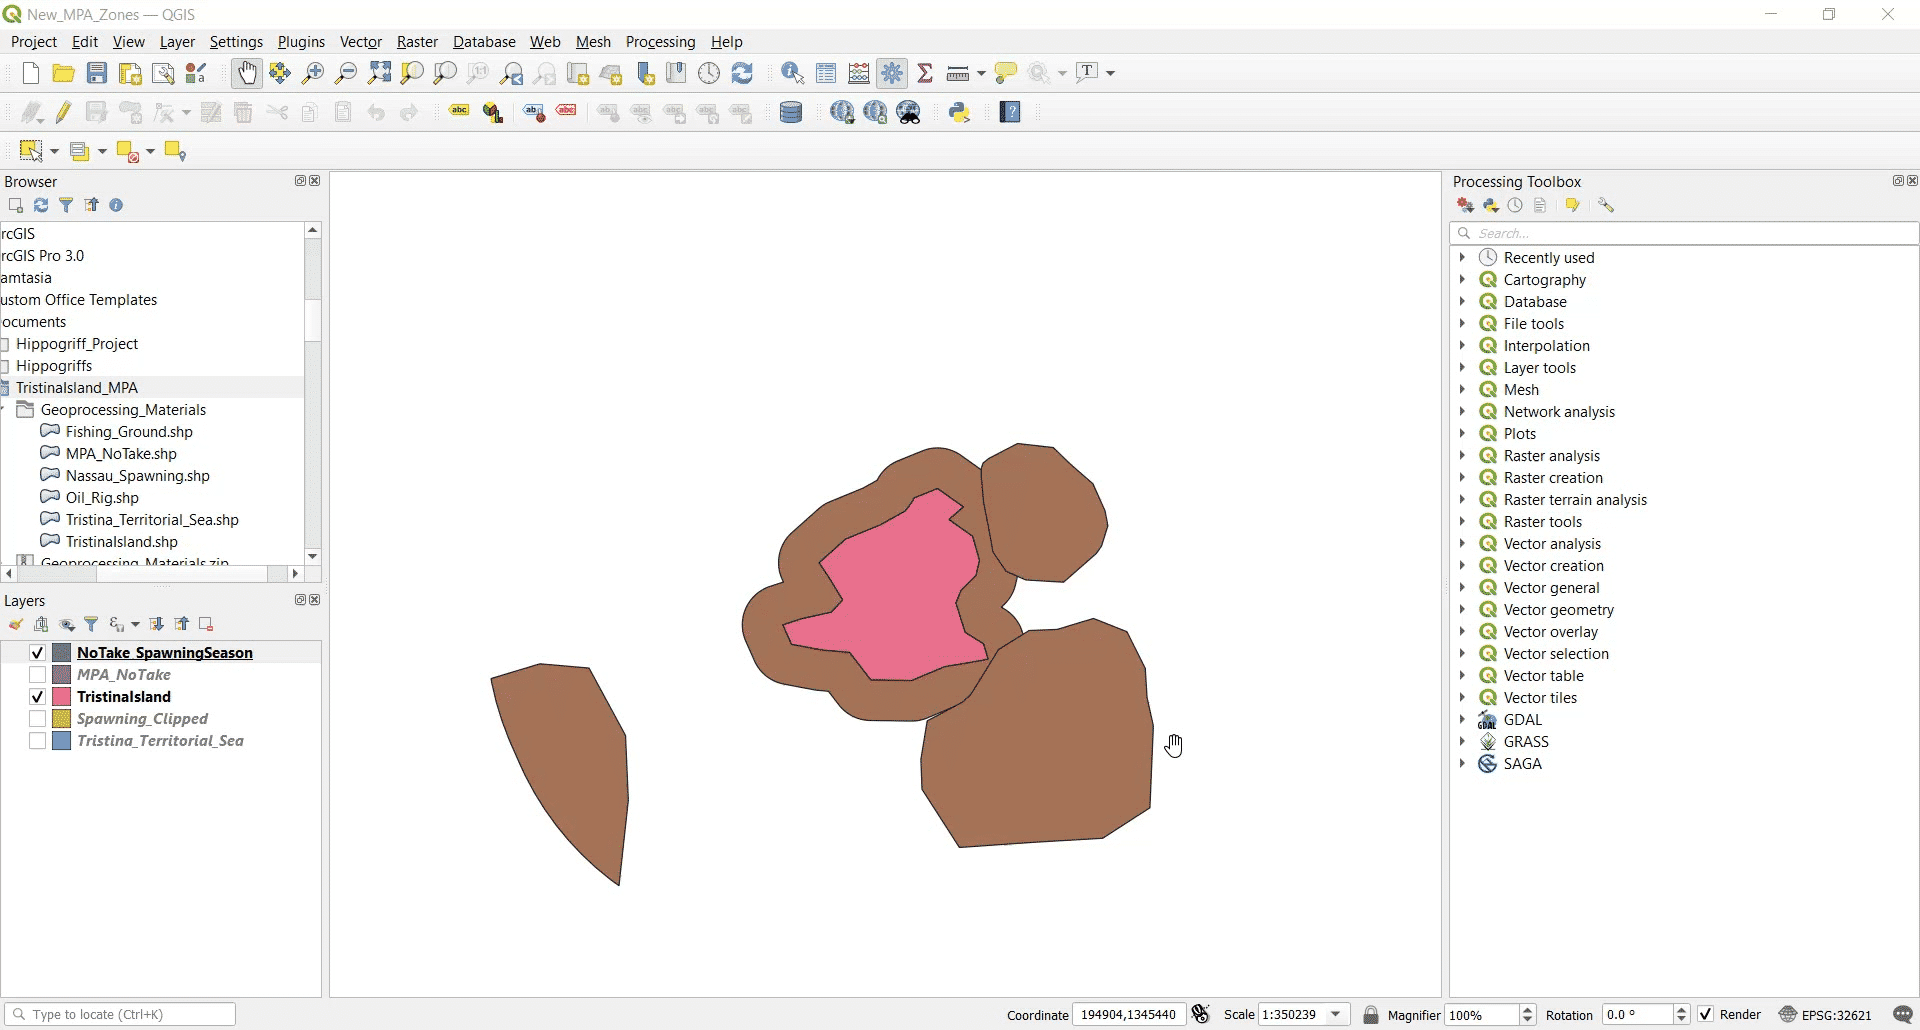 New_MPA_Zones — QGIS
Project Edit View Layer Settings Plugins Vector Raster Database Web Mesh Processing Help
Browser
rcGIS
rcGIS Pro 3.0
amtasia
ustom Office Templates
ocuments
Hippogriff_Project
Hippogriffs
TristinaIsland_MPA
Geoprocessing_Materials
Fishing_Ground.shp
MPA_NoTake.shp
Nassau_Spawning.shp
Oil_Rig.shp
Tristina_Territorial_Sea.shp
TristinaIsland.shp
Geoprocessing_Materials.zip
Layers
NoTake_SpawningSeason
MPA_NoTake
TristinaIsland
Spawning_Clipped
Tristina_Territorial_Sea
Processing Toolbox
Search...
Recently used
Cartography
Database
File tools
Interpolation
Layer tools
Mesh
Network analysis
Plots
Raster analysis
Raster creation
Raster terrain analysis
Raster tools
Vector analysis
Vector creation
Vector general
Vector geometry
Vector overlay
Vector selection
Vector table
Vector tiles
GDAL
GRASS
SAGA
Type to locate (Ctrl+K)
Coordinate 194904,1345440 Scale 1:350239 Magnifier 100% Rotation 0.0 ° Render EPSG:32621